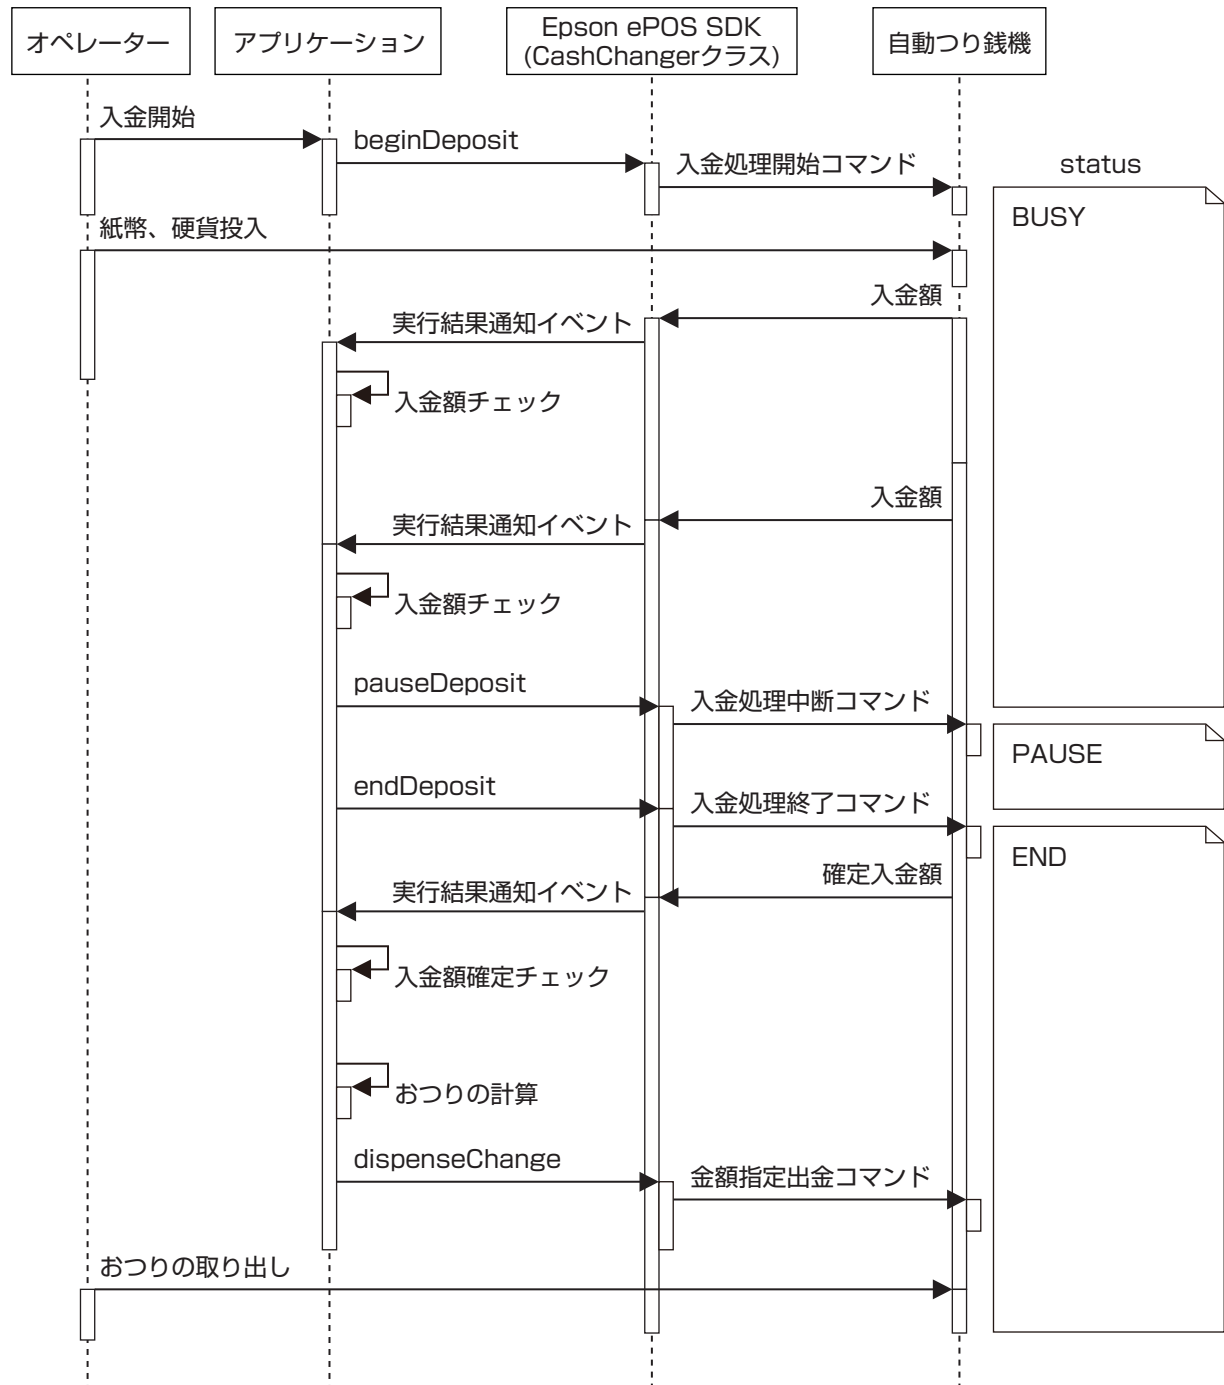 オペレーター
アプリケーション
Epson ePOS SDK
(CashChangerクラス)
自動つり銭機
入金開始
beginDeposit
入金処理開始コマンド
status
BUSY
紙幣、硬貨投入
入金額
実行結果通知イベント
入金額チェック
入金額
実行結果通知イベント
入金額チェック
pauseDeposit
入金処理中断コマンド
PAUSE
endDeposit
入金処理終了コマンド
END
確定入金額
実行結果通知イベント
入金額確定チェック
おつりの計算
dispenseChange
金額指定出金コマンド
おつりの取り出し